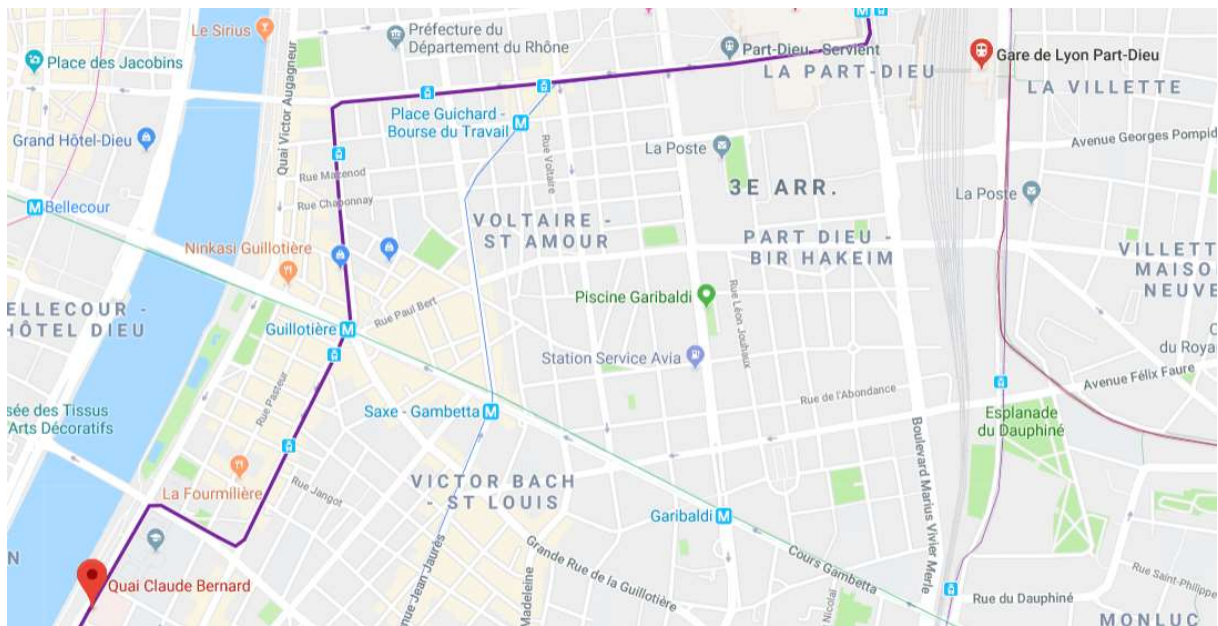 Le Sirius
Préfecture du
Département du Rhône
Place des Jacobins
Part-Dieu - Servient
Gare de Lyon Part-Dieu
LA PART-DIEU
LA VILLETTE
Quai Victor Augagneur
Place Guichard -
Bourse du Travail
Grand Hôtel-Dieu
Avenue Georges Pompid
Rue Voltaire
La Poste
Rue Mazenod
3E ARR.
La Poste
Rue Chaponnay
M Bellecour
VOLTAIRE -
ST AMOUR
PART DIEU -
BIR HAKEIM
Ninkasi Guillotière
VILLETT
MAISO
NEUVE
Rue Paul Bert
Piscine Garibaldi
Rue Léon Jouhaux
ELLECOUR -
HÔTEL DIEU
Guillotière M
Station Service Avia
du Roya
Avenue Félix Faure
Rue Pasteur
Rue de l'Abondance
sée des Tissus
Arts Décoratifs
Saxe - Gambetta M
Esplanade
du Dauphiné
Boulevard Marius Vivier Merle
La Fourmilière
Rue Jangot
VICTOR BACH
- ST LOUIS
Garibaldi M
Grande Rue de la Guillotière
Cours Gambetta
N
Quai Claude Bernard
nue Jean Jaurès
Madeleine
Nicolaï
Rue Saint-Philippe
Rue du Dauphiné
MONLUC